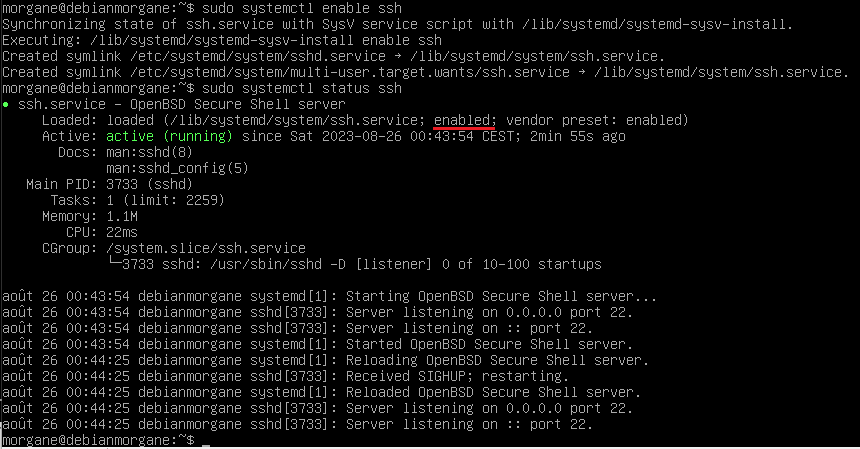 morgane@debianmorgane:~$ sudo systemctl enable ssh
Synchronizing state of ssh.service with SysV service script with /lib/systemd/systemd-sysv-install.
Executing: /lib/systemd/systemd-sysv-install enable ssh
Created symlink /etc/systemd/system/sshd.service → /lib/systemd/system/ssh.service.
Created symlink /etc/systemd/system/multi-user.target.wants/ssh.service → /lib/systemd/system/ssh.service.
morgane@debianmorgane:~$ sudo systemctl status ssh
● ssh.service - OpenBSD Secure Shell server
Loaded: loaded (/lib/systemd/system/ssh.service; enabled; vendor preset: enabled)
Active: active (running) since Sat 2023-08-26 00:43:54 CEST; 2min 55s ago
Docs: man:sshd(8)
man:sshd_config(5)
Main PID: 3733 (sshd)
Tasks: 1 (limit: 2259)
Memory: 1.1M
CPU: 22ms
CGroup: /system.slice/ssh.service
└─3733 sshd: /usr/sbin/sshd -D [listener] 0 of 10-100 startups
août 26 00:43:54 debianmorgane systemd[1]: Starting OpenBSD Secure Shell server...
août 26 00:43:54 debianmorgane sshd[3733]: Server listening on 0.0.0.0 port 22.
août 26 00:43:54 debianmorgane sshd[3733]: Server listening on :: port 22.
août 26 00:43:54 debianmorgane systemd[1]: Started OpenBSD Secure Shell server.
août 26 00:44:25 debianmorgane systemd[1]: Reloading OpenBSD Secure Shell server.
août 26 00:44:25 debianmorgane sshd[3733]: Received SIGHUP; restarting.
août 26 00:44:25 debianmorgane systemd[1]: Reloaded OpenBSD Secure Shell server.
août 26 00:44:25 debianmorgane sshd[3733]: Server listening on 0.0.0.0 port 22.
août 26 00:44:25 debianmorgane sshd[3733]: Server listening on :: port 22.
morgane@debianmorgane:~$ _